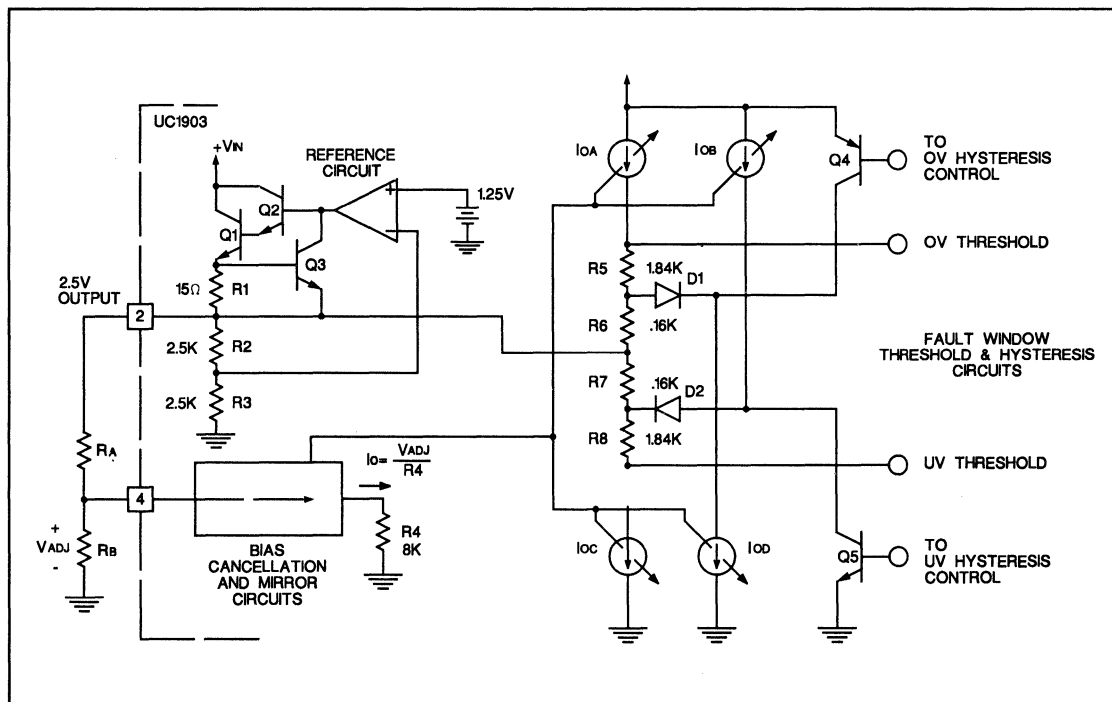 UC1903
+VIN
REFERENCE
CIRCUIT
Q2
Q1
Q3
1.25V
+
−
2.5V
OUTPUT
15Ω
R1
2
2.5K
R2
2.5K
R3
RA
4
+
VADJ
-
RB
IO= VADJ
R4
R4
8K
BIAS
CANCELLATION
AND MIRROR
CIRCUITS
IOA
IOB
Q4
TO
OV HYSTERESIS
CONTROL
OV THRESHOLD
R5
1.84K
D1
R6
.16K
R7
.16K
D2
R8
1.84K
FAULT WINDOW
THRESHOLD & HYSTERESIS
CIRCUITS
UV THRESHOLD
IOC
IOD
Q5
TO
UV HYSTERESIS
CONTROL